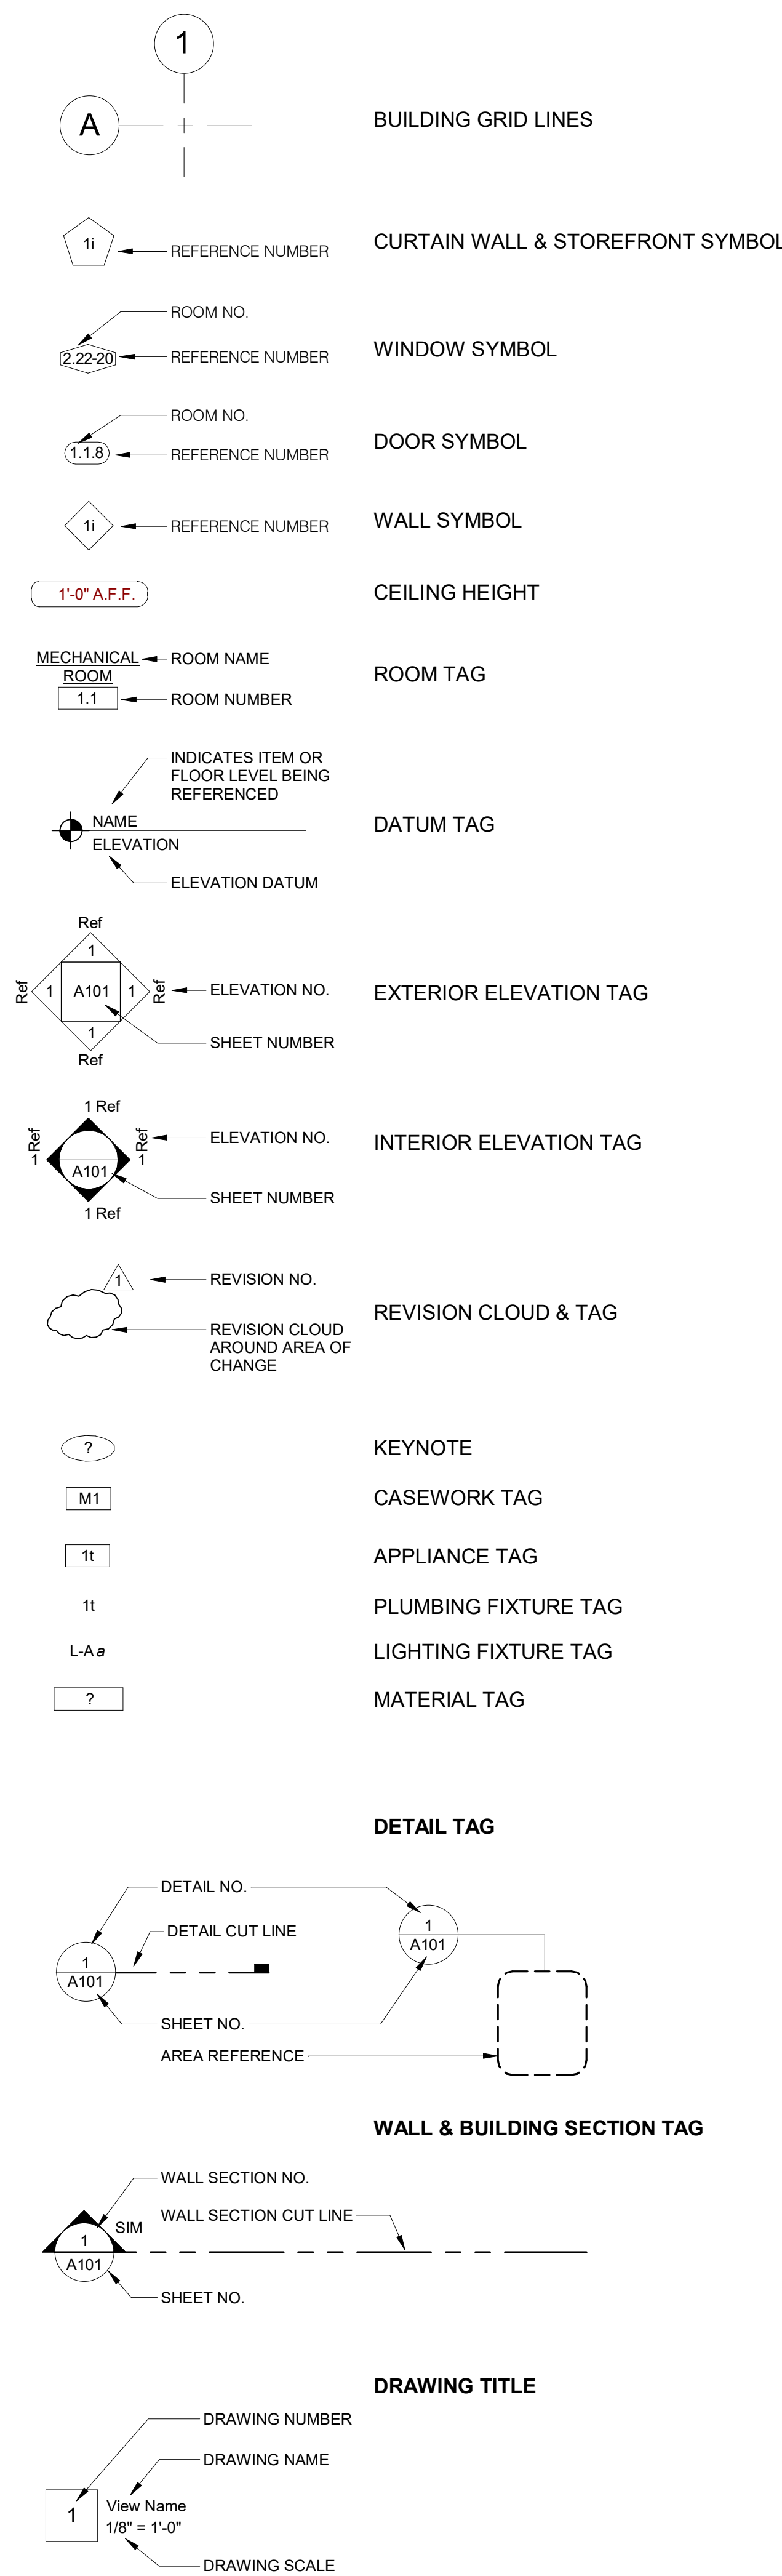 1
A
BUILDING GRID LINES
1i
REFERENCE NUMBER
CURTAIN WALL & STOREFRONT SYMBOL
ROOM NO.
2.22-20
REFERENCE NUMBER
WINDOW SYMBOL
ROOM NO.
1.1.8
REFERENCE NUMBER
DOOR SYMBOL
1i
REFERENCE NUMBER
WALL SYMBOL
1'-0" A.F.F.
CEILING HEIGHT
MECHANICAL
ROOM
ROOM NAME
1.1
ROOM NUMBER
ROOM TAG
INDICATES ITEM OR
FLOOR LEVEL BEING
REFERENCED
NAME
ELEVATION
ELEVATION DATUM
DATUM TAG
Ref
1
Ref
1
A101
1
Ref
1
Ref
ELEVATION NO.
SHEET NUMBER
EXTERIOR ELEVATION TAG
1 Ref
1 Ref
1 Ref
A101
1 Ref
ELEVATION NO.
SHEET NUMBER
INTERIOR ELEVATION TAG
1
REVISION NO.
REVISION CLOUD
AROUND AREA OF
CHANGE
REVISION CLOUD & TAG
?
KEYNOTE
M1
CASEWORK TAG
1t
APPLIANCE TAG
1t
PLUMBING FIXTURE TAG
L-A a
LIGHTING FIXTURE TAG
?
MATERIAL TAG
DETAIL TAG
DETAIL NO.
DETAIL CUT LINE
1
A101
1
A101
SHEET NO.
AREA REFERENCE
WALL & BUILDING SECTION TAG
WALL SECTION NO.
WALL SECTION CUT LINE
SIM
1
A101
SHEET NO.
DRAWING TITLE
DRAWING NUMBER
DRAWING NAME
1
View Name
1/8" = 1'-0"
DRAWING SCALE